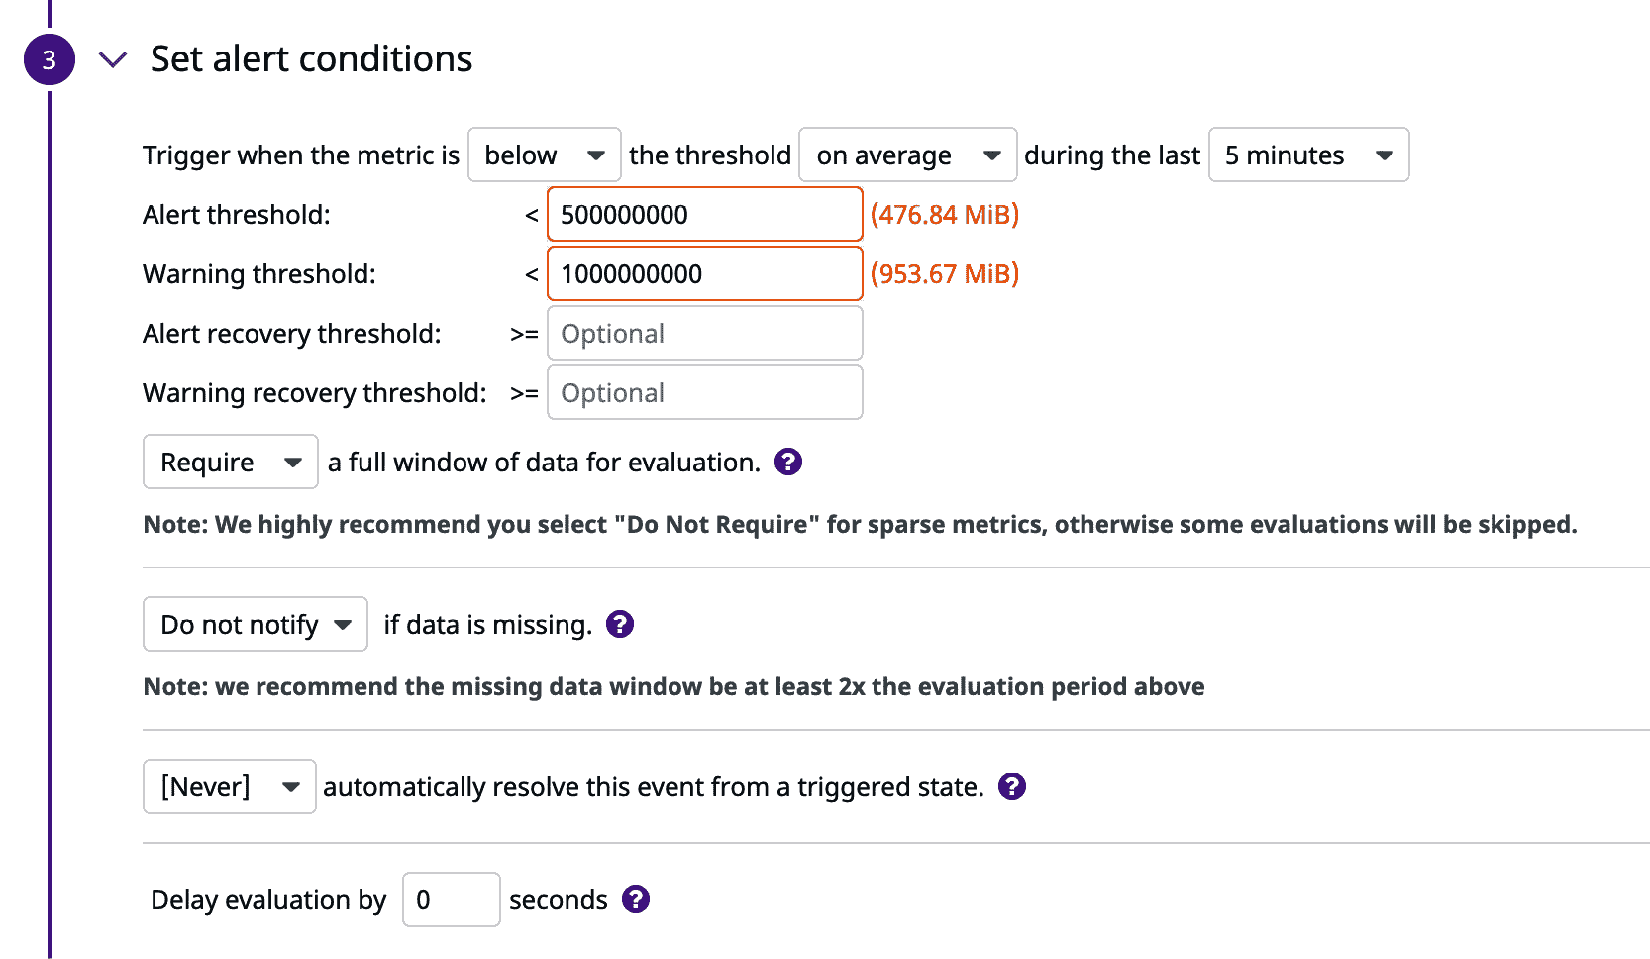 3 Set alert conditions
Trigger when the metric is below the threshold on average during the last 5 minutes
Alert threshold: < 500000000 (476.84 MiB)
Warning threshold: < 1000000000 (953.67 MiB)
Alert recovery threshold: >= Optional
Warning recovery threshold: >= Optional
Require a full window of data for evaluation. ?
Note: We highly recommend you select "Do Not Require" for sparse metrics, otherwise some evaluations will be skipped.
Do not notify if data is missing. ?
Note: we recommend the missing data window be at least 2x the evaluation period above
[Never] automatically resolve this event from a triggered state. ?
Delay evaluation by 0 seconds ?